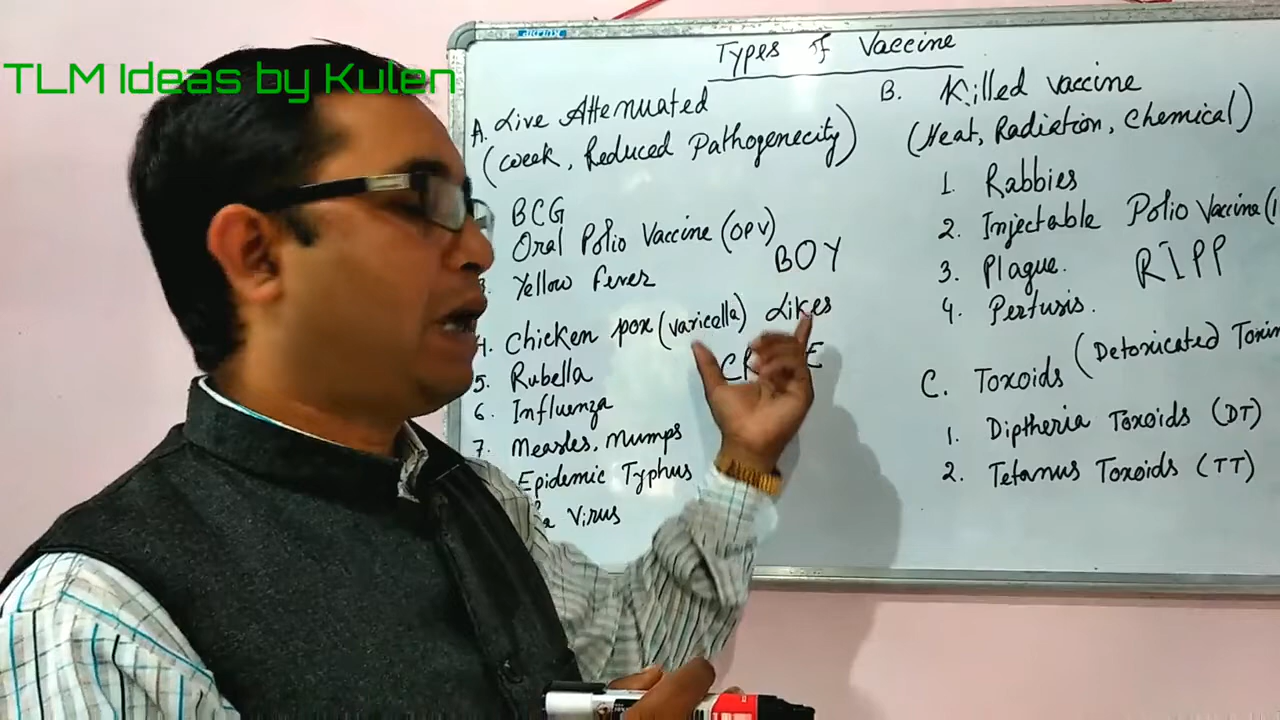 TLM Ideas by Kulen
Types of Vaccine
A. Live Attenuated
(Week, Reduced Pathogenecity)
BCG
Oral Polio Vaccine (OPV)
3. Yellow fever
BOY
4. Chicken pox (varicella) Likes
5. Rubella
6. Influenza
7. Measles, Mumps
Epidemic Typhus
Virus
B. Killed vaccine
(Heat, Radiation, Chemical)
1. Rabbies
2. Injectable Polio Vaccine (I
3. Plague.
RIPP
4. Pertusis.
C. Toxoids (Detoxicated Toxin
1. Diptheria Toxoids (DT)
2. Tetanus Toxoids (TT)